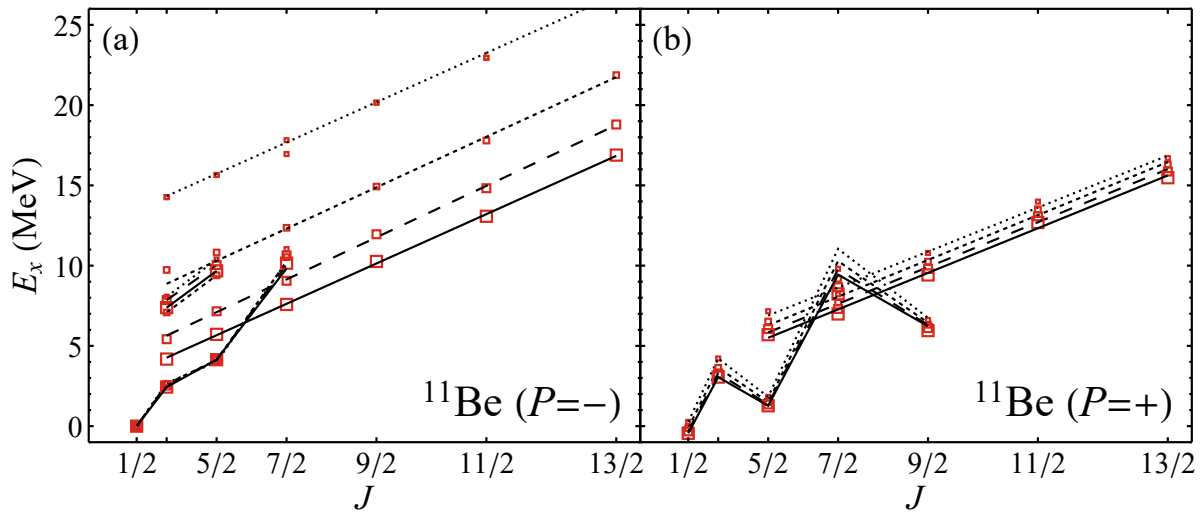 (a)
(b)
25
20
15
10
5
0
E_x (MeV)
¹¹Be (P=−)
¹¹Be (P=+)
1/2 5/2 7/2 9/2 11/2 13/2
1/2 5/2 7/2 9/2 11/2 13/2
J
J